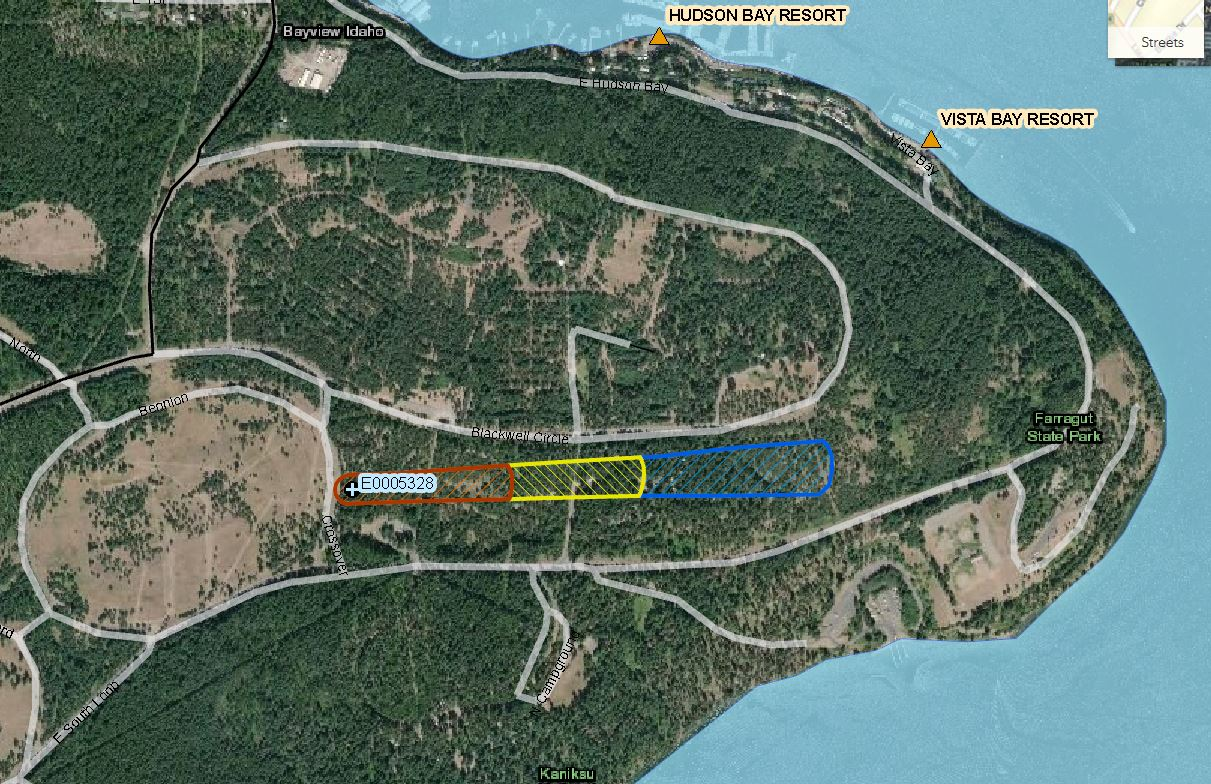 HUDSON BAY RESORT
Bayview Idaho
Streets
E Hudson Bay
VISTA BAY RESORT
Vista Bay
North
Beonion
Blackwell Circle
Farragut
State Park
E0005328
Crossover
N Campground
E South Loop
Kaniksu